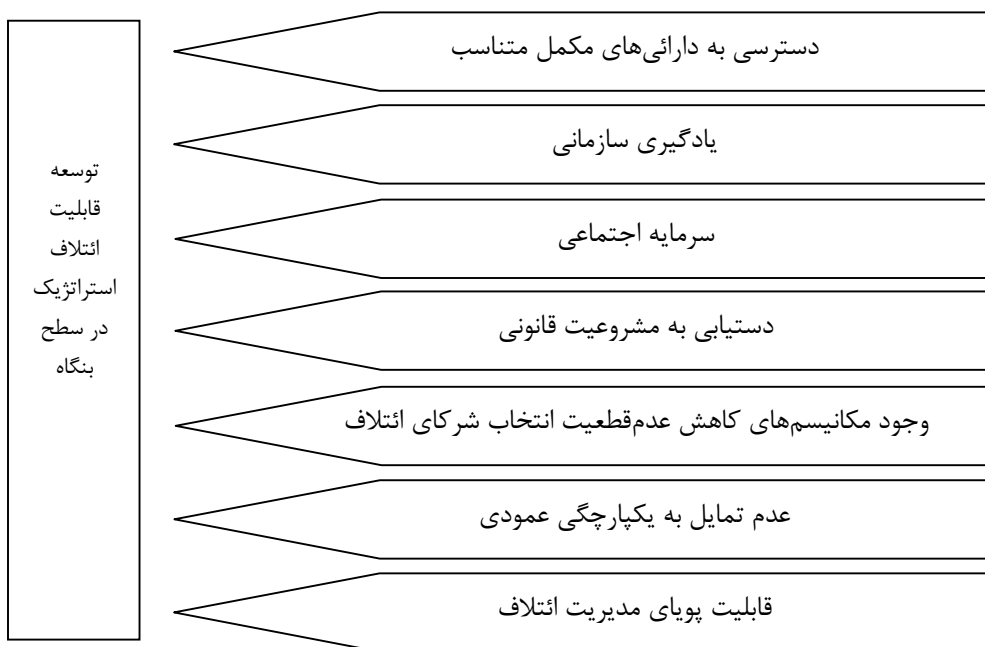 دسترسی به دارائی‌های مکمل متناسب
یادگیری سازمانی
سرمایه اجتماعی
دستیابی به مشروعیت قانونی
وجود مکانیسم‌های کاهش عدم‌قطعیت انتخاب شرکای ائتلاف
عدم تمایل به یکپارچگی عمودی
قابلیت پویای مدیریت ائتلاف
توسعه
قابلیت
ائتلاف
استراتژیک
در سطح
بنگاه